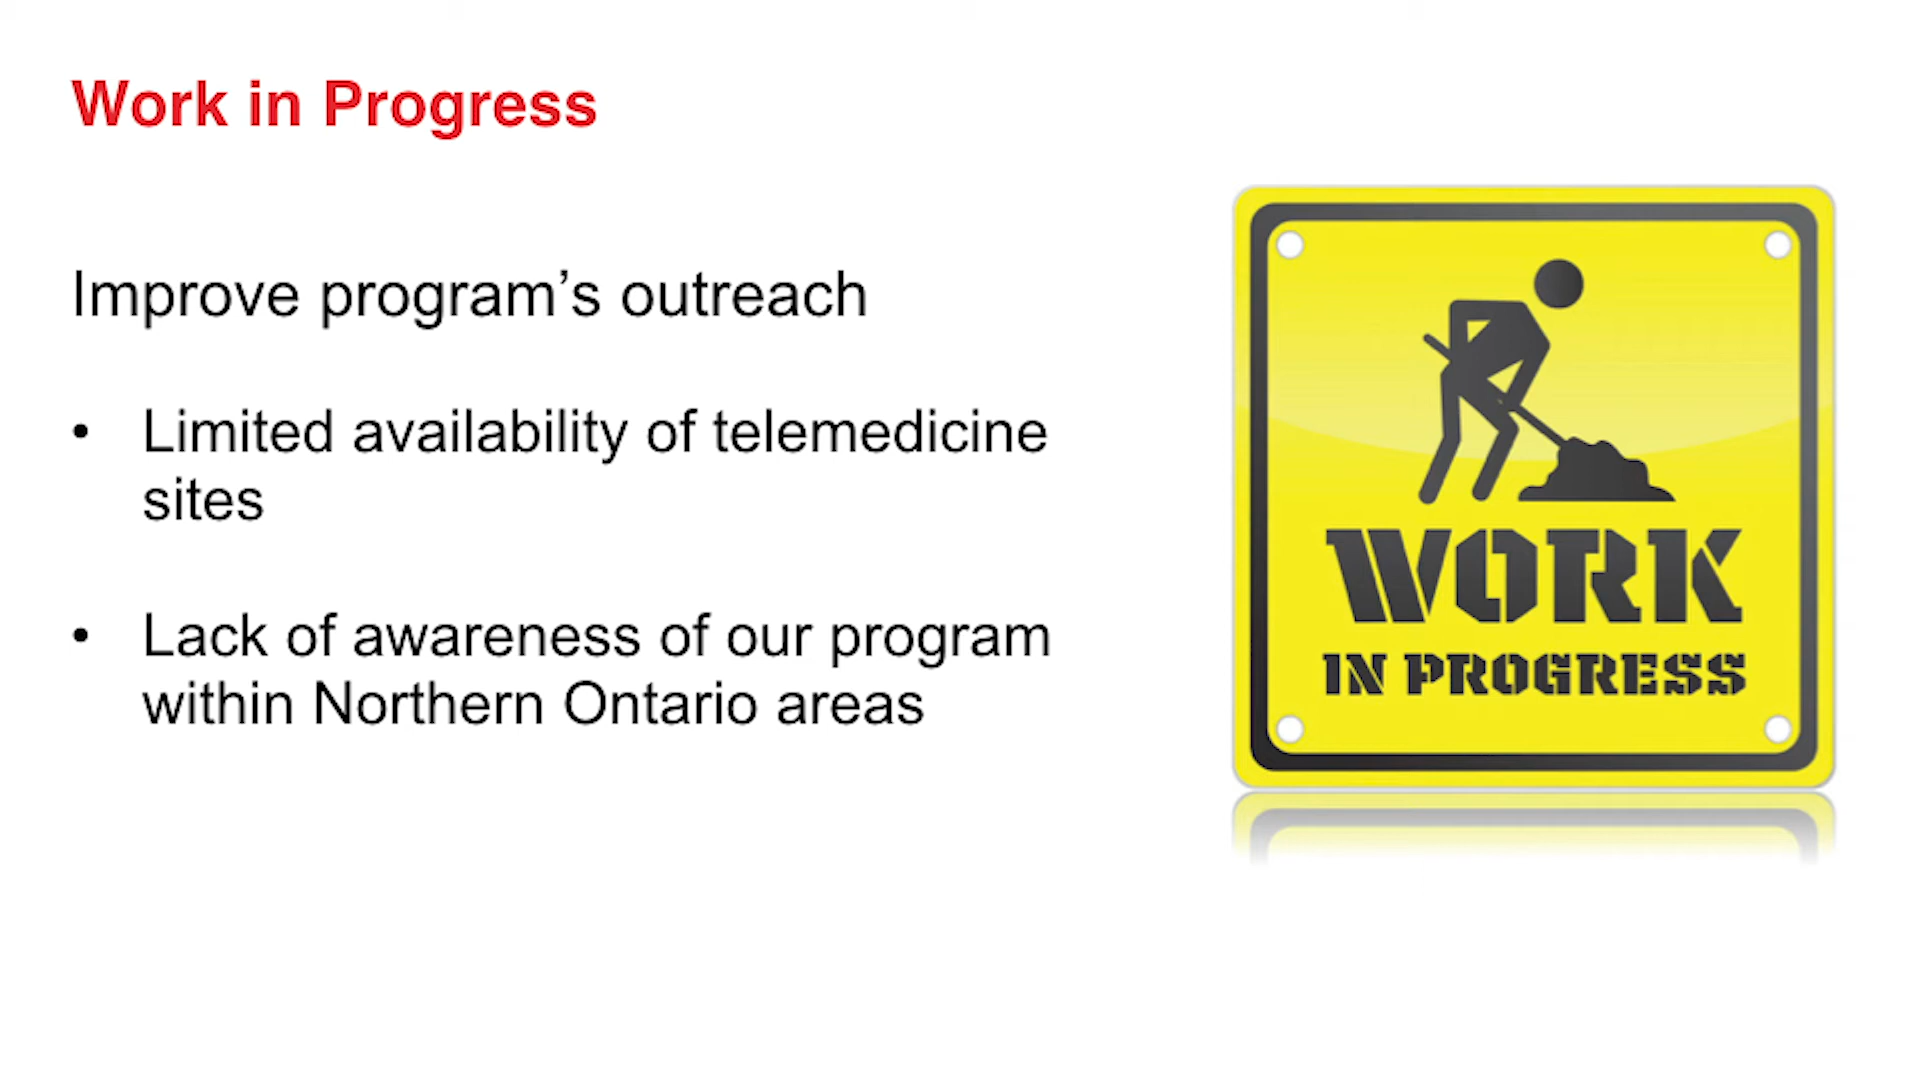 Work in Progress
Improve program’s outreach
• Limited availability of telemedicine
sites
• Lack of awareness of our program
within Northern Ontario areas
WORK
IN PROGRESS